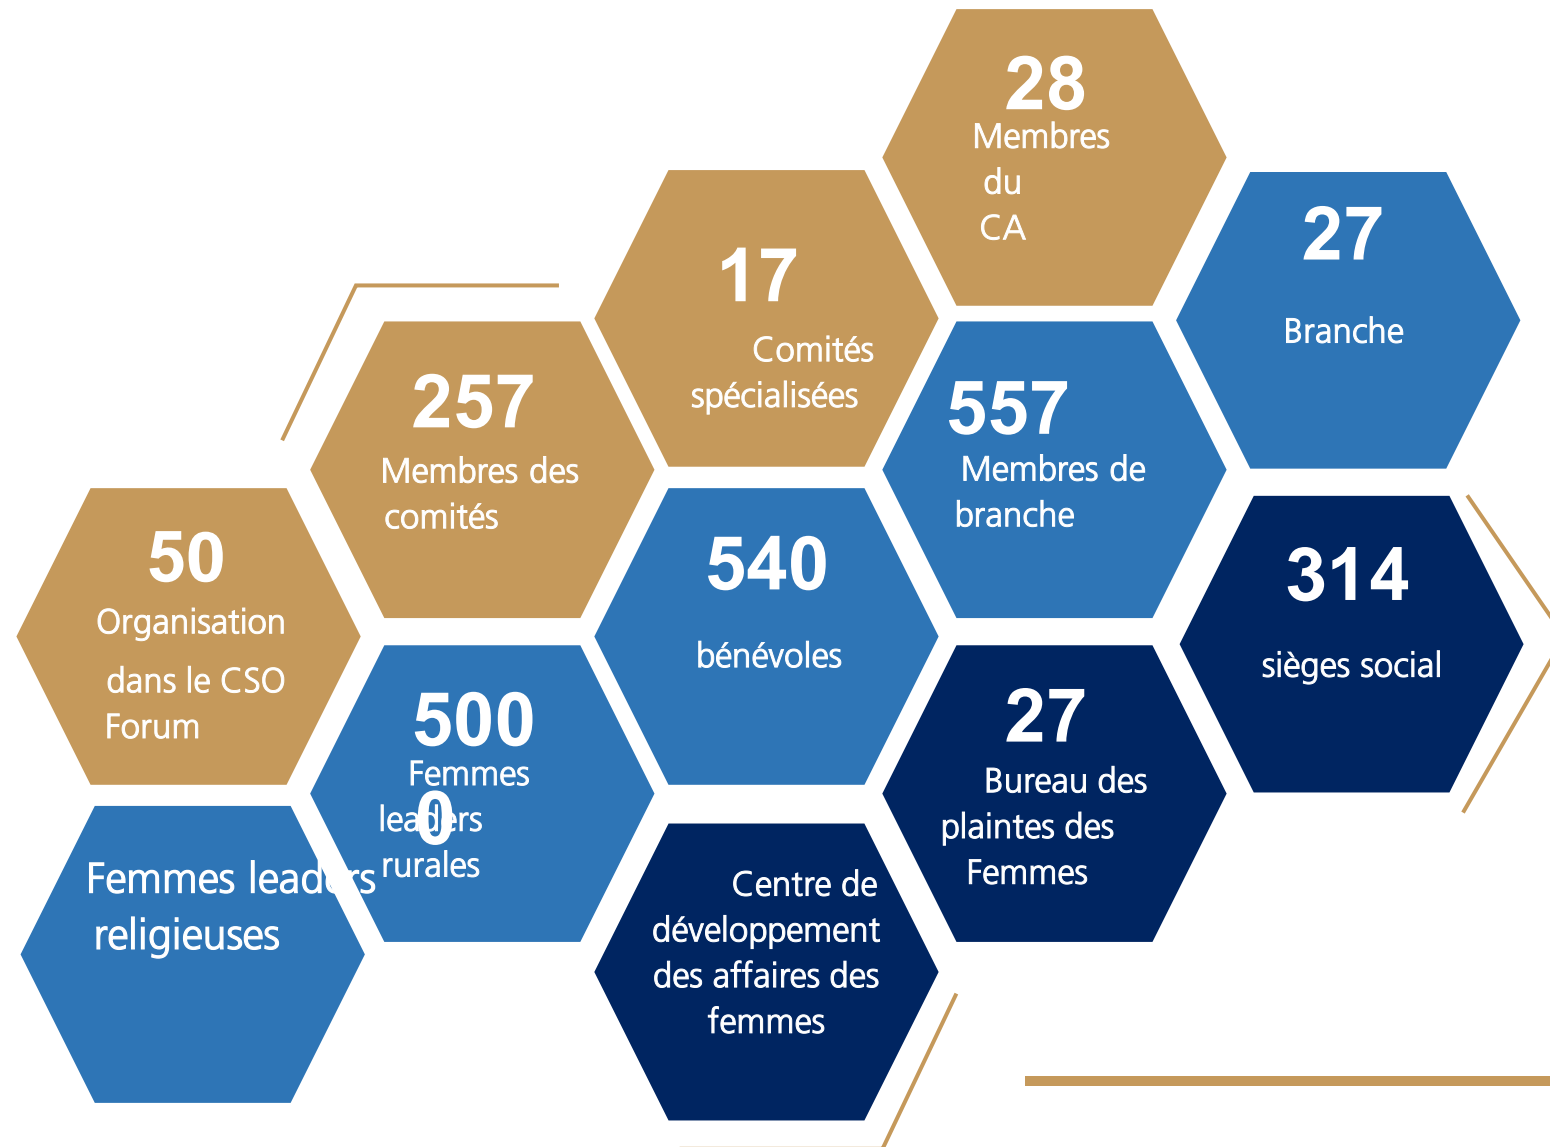 28
Membres
du
CA
27
Branche
17
Comités
spécialisées
557
Membres de
branche
257
Membres des
comités
314
sièges social
50
Organisation
dans le CSO
Forum
540
bénévoles
27
Bureau des
plaintes des
Femmes
500
0
Femmes
leaders
rurales
Femmes leaders
religieuses
Centre de
développement
des affaires des
femmes